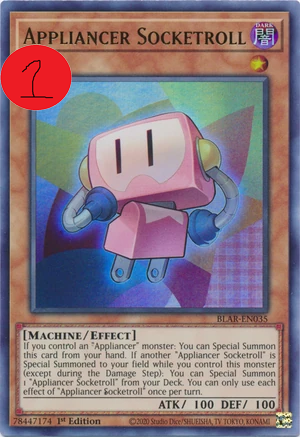 Appliancer Socketroll
DARK
闇
1
BLAR-EN035
[Machine/Effect]
If you control an "Appliancer" monster: You can Special Summon
this card from your hand. If another "Appliancer Socketroll" is
Special Summoned to your field while you control this monster
(except during the Damage Step): You can Special Summon
1 "Appliancer Socketroll" from your Deck. You can only use each
effect of "Appliancer Socketroll" once per turn.
ATK/ 100 DEF/ 100
78447174 1st Edition ©2020 Studio Dice/SHUEISHA, TV TOKYO, KONAMI